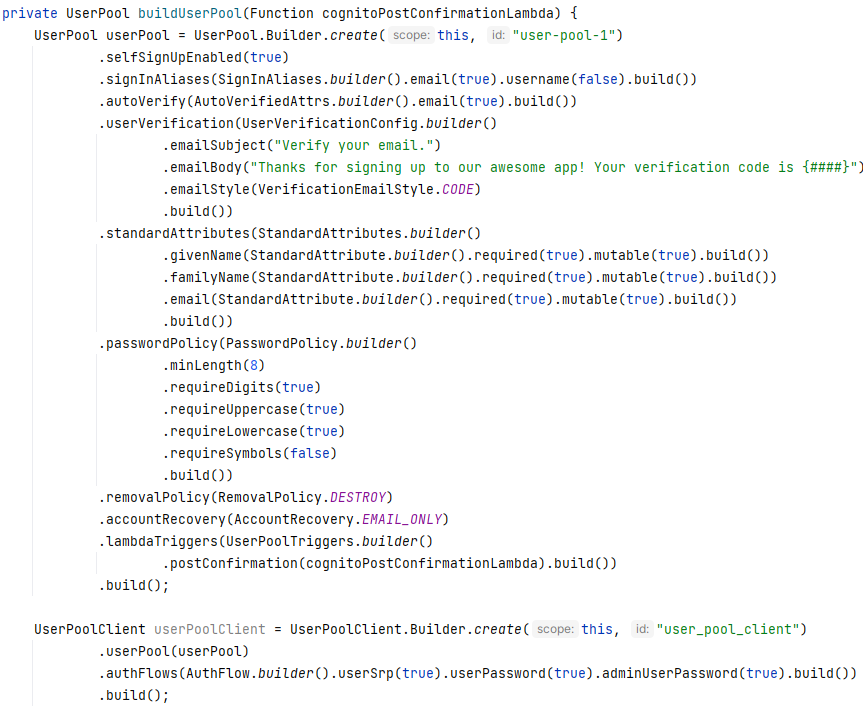 private UserPool buildUserPool(Function cognitoPostConfirmationLambda) {
    UserPool userPool = UserPool.Builder.create( scope: this, id: "user-pool-1")
            .selfSignUpEnabled(true)
            .signInAliases(SignInAliases.builder().email(true).username(false).build())
            .autoVerify(AutoVerifiedAttrs.builder().email(true).build())
            .userVerification(UserVerificationConfig.builder()
                    .emailSubject("Verify your email.")
                    .emailBody("Thanks for signing up to our awesome app! Your verification code is {####}")
                    .emailStyle(VerificationEmailStyle.CODE)
                    .build())
            .standardAttributes(StandardAttributes.builder()
                    .givenName(StandardAttribute.builder().required(true).mutable(true).build())
                    .familyName(StandardAttribute.builder().required(true).mutable(true).build())
                    .email(StandardAttribute.builder().required(true).mutable(true).build())
                    .build())
            .passwordPolicy(PasswordPolicy.builder()
                    .minLength(8)
                    .requireDigits(true)
                    .requireUppercase(true)
                    .requireLowercase(true)
                    .requireSymbols(false)
                    .build())
            .removalPolicy(RemovalPolicy.DESTROY)
            .accountRecovery(AccountRecovery.EMAIL_ONLY)
            .lambdaTriggers(UserPoolTriggers.builder()
                    .postConfirmation(cognitoPostConfirmationLambda).build())
            .build();

    UserPoolClient userPoolClient = UserPoolClient.Builder.create( scope: this, id: "user_pool_client")
            .userPool(userPool)
            .authFlows(AuthFlow.builder().userSrp(true).userPassword(true).adminUserPassword(true).build())
            .build();